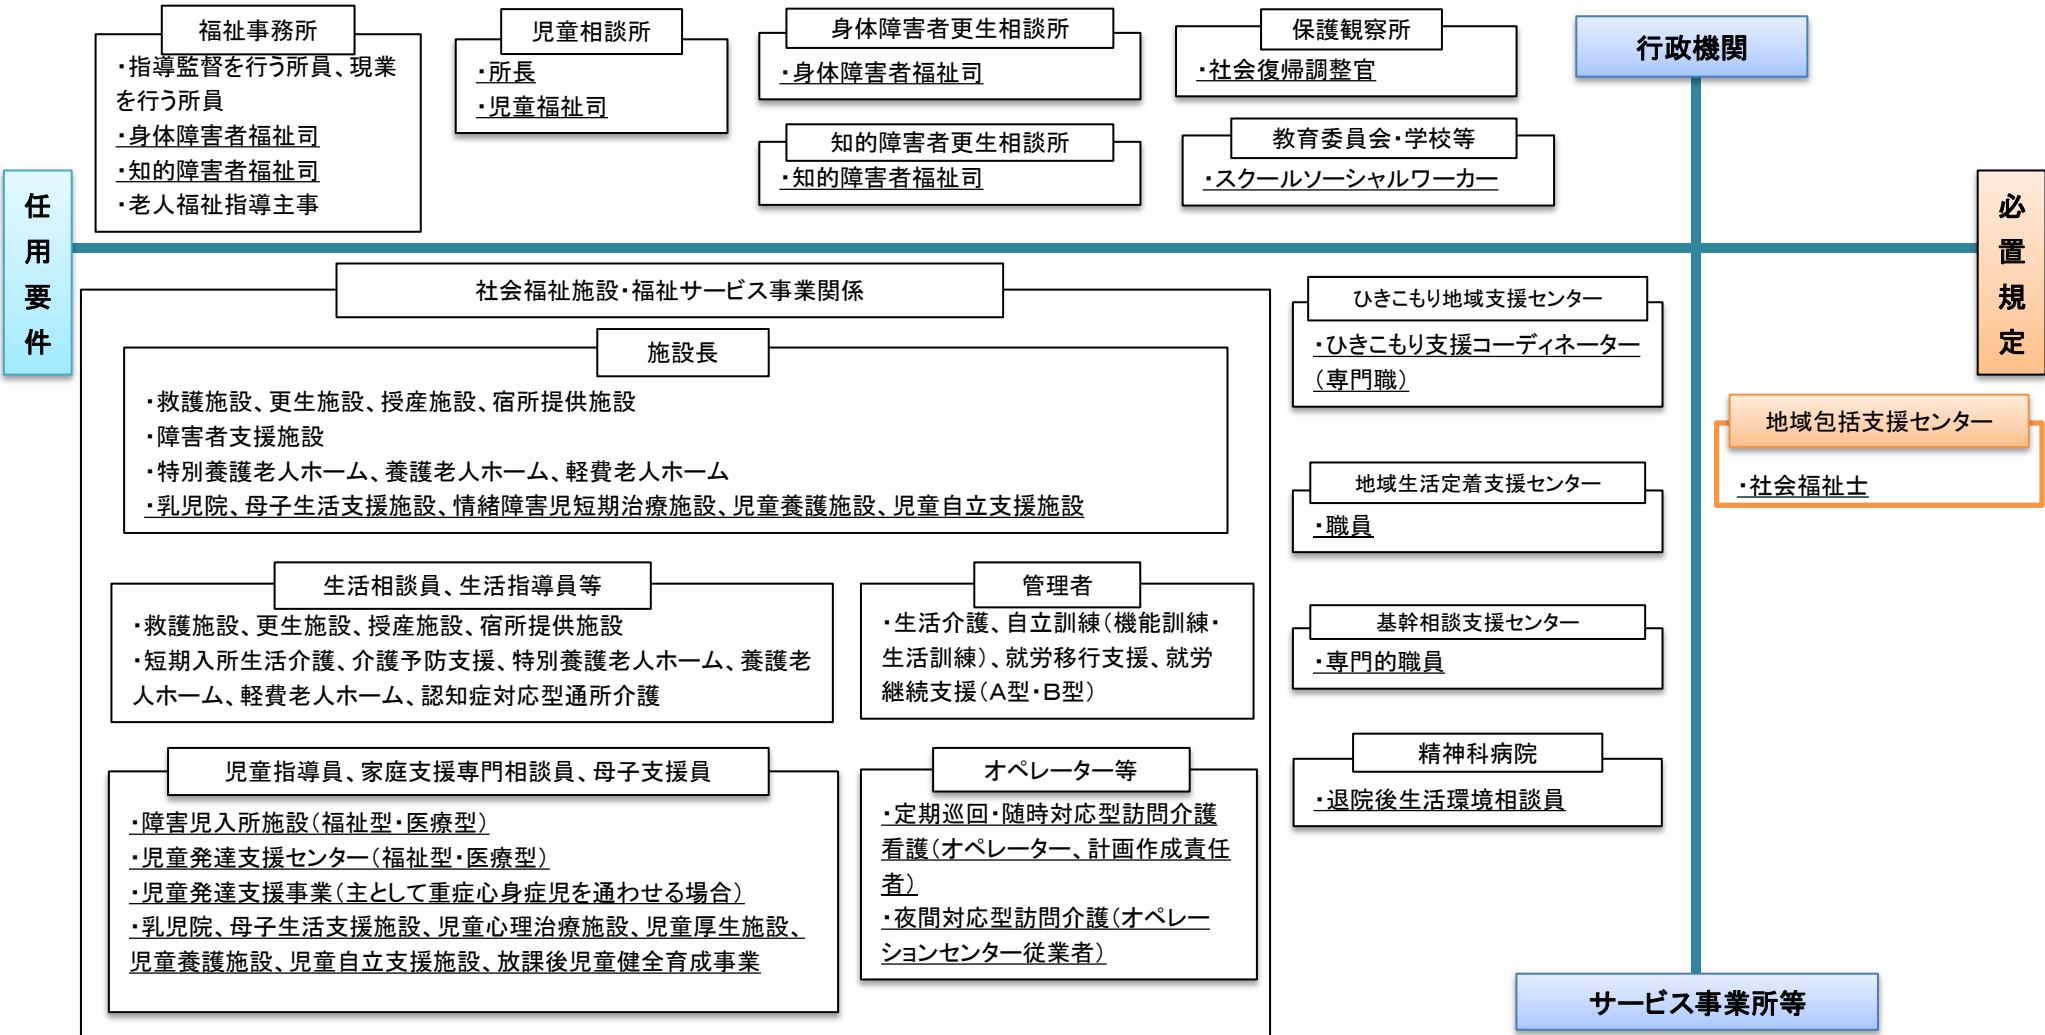 福祉事務所
・指導監督を行う所員、現業
を行う所員
・身体障害者福祉司
・知的障害者福祉司
・老人福祉指導主事
児童相談所
・所長
・児童福祉司
身体障害者更生相談所
・身体障害者福祉司
知的障害者更生相談所
・知的障害者福祉司
保護観察所
・社会復帰調整官
教育委員会・学校等
・スクールソーシャルワーカー
行政機関
任用要件
必置規定
社会福祉施設・福祉サービス事業関係
施設長
・救護施設、更生施設、授産施設、宿所提供施設
・障害者支援施設
・特別養護老人ホーム、養護老人ホーム、軽費老人ホーム
・乳児院、母子生活支援施設、情緒障害児短期治療施設、児童養護施設、児童自立支援施設
生活相談員、生活指導員等
・救護施設、更生施設、授産施設、宿所提供施設
・短期入所生活介護、介護予防支援、特別養護老人ホーム、養護老
人ホーム、軽費老人ホーム、認知症対応型通所介護
管理者
・生活介護、自立訓練(機能訓練・
生活訓練)、就労移行支援、就労
継続支援(A型・B型)
児童指導員、家庭支援専門相談員、母子支援員
・障害児入所施設(福祉型・医療型)
・児童発達支援センター(福祉型・医療型)
・児童発達支援事業(主として重症心身症児を通わせる場合)
・乳児院、母子生活支援施設、児童心理治療施設、児童厚生施設、
児童養護施設、児童自立支援施設、放課後児童健全育成事業
オペレーター等
・定期巡回・随時対応型訪問介護
看護(オペレーター、計画作成責任
者)
・夜間対応型訪問介護(オペレー
ションセンター従業者)
ひきこもり地域支援センター
・ひきこもり支援コーディネーター
(専門職)
地域生活定着支援センター
・職員
基幹相談支援センター
・専門的職員
精神科病院
・退院後生活環境相談員
地域包括支援センター
・社会福祉士
サービス事業所等